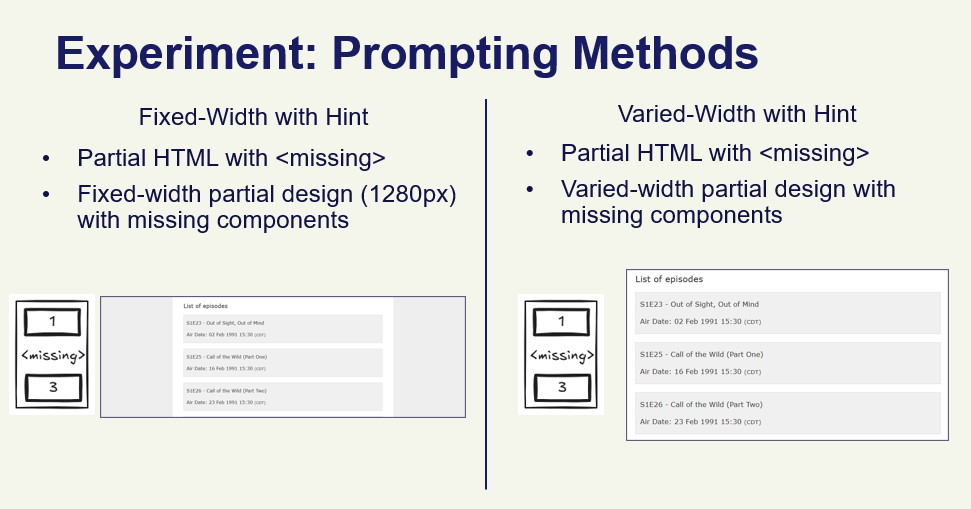 Experiment: Prompting Methods
Fixed-Width with Hint
• Partial HTML with <missing>
• Fixed-width partial design (1280px)
with missing components
1
<missing>
3
List of episodes
S1E23 - Out of Sight, Out of Mind
Air Date: 02 Feb 1991 15:30 (CDT)
S1E25 - Call of the Wild (Part One)
Air Date: 16 Feb 1991 15:30 (CDT)
S1E26 - Call of the Wild (Part Two)
Air Date: 23 Feb 1991 15:30 (CDT)
Varied-Width with Hint
• Partial HTML with <missing>
• Varied-width partial design with
missing components
1
<missing>
3
List of episodes
S1E23 - Out of Sight, Out of Mind
Air Date: 02 Feb 1991 15:30 (CDT)
S1E25 - Call of the Wild (Part One)
Air Date: 16 Feb 1991 15:30 (CDT)
S1E26 - Call of the Wild (Part Two)
Air Date: 23 Feb 1991 15:30 (CDT)